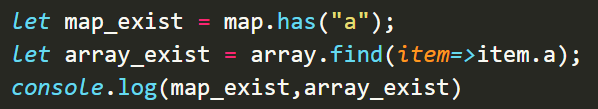 let map_exist = map.has("a");
let array_exist = array.find(item=>item.a);
console.log(map_exist,array_exist)